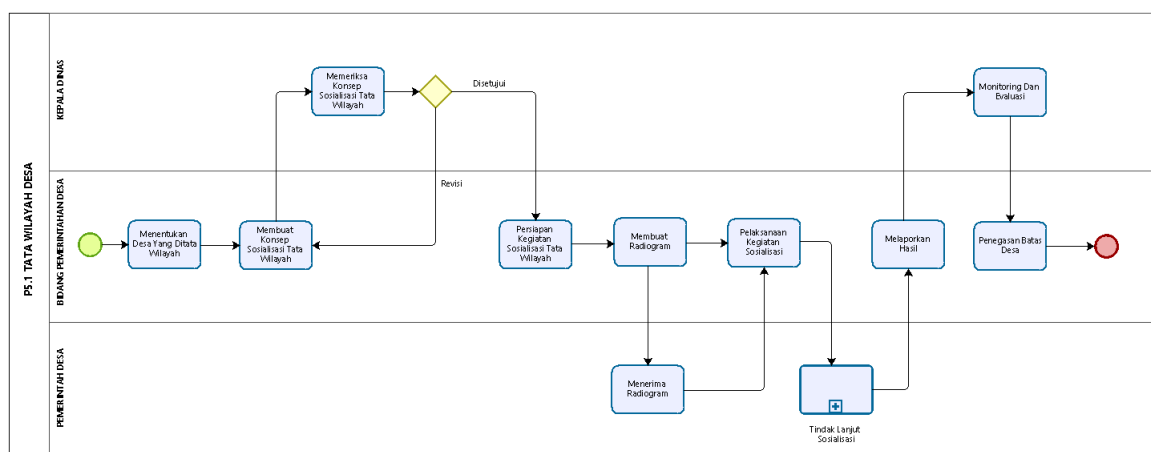 P5.1 TATA WILAYAH DESA
KEPALA DINAS
Memeriksa
Konsep
Sosialisasi Tata
Wilayah
Disetujui
Monitoring Dan
Evaluasi
BIDANG PEMERINTAHAN DESA
Revisi
Menentukan
Desa Yang Ditata
Wilayah
Membuat
Konsep
Sosialisasi Tata
Wilayah
Persiapan
Kegiatan
Sosialisasi Tata
Wilayah
Membuat
Radiogram
Pelaksanaan
Kegiatan
Sosialisasi
Melaporkan
Hasil
Penegasan Batas
Desa
PEMERINTAH DESA
Menerima
Radiogram
Tindak Lanjut
Sosialisasi